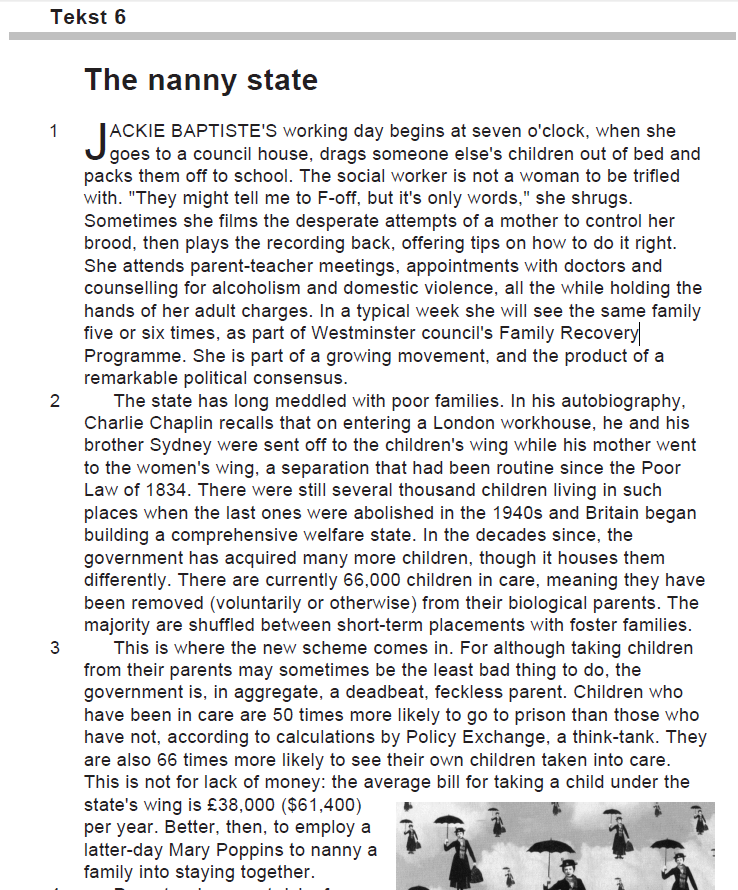 Tekst 6
The nanny state
1 JACKIE BAPTISTE'S working day begins at seven o'clock, when she
goes to a council house, drags someone else's children out of bed and
packs them off to school. The social worker is not a woman to be trifled
with. "They might tell me to F-off, but it's only words," she shrugs.
Sometimes she films the desperate attempts of a mother to control her
brood, then plays the recording back, offering tips on how to do it right.
She attends parent-teacher meetings, appointments with doctors and
counselling for alcoholism and domestic violence, all the while holding the
hands of her adult charges. In a typical week she will see the same family
five or six times, as part of Westminster council's Family Recovery
Programme. She is part of a growing movement, and the product of a
remarkable political consensus.
2 The state has long meddled with poor families. In his autobiography,
Charlie Chaplin recalls that on entering a London workhouse, he and his
brother Sydney were sent off to the children's wing while his mother went
to the women's wing, a separation that had been routine since the Poor
Law of 1834. There were still several thousand children living in such
places when the last ones were abolished in the 1940s and Britain began
building a comprehensive welfare state. In the decades since, the
government has acquired many more children, though it houses them
differently. There are currently 66,000 children in care, meaning they have
been removed (voluntarily or otherwise) from their biological parents. The
majority are shuffled between short-term placements with foster families.
3 This is where the new scheme comes in. For although taking children
from their parents may sometimes be the least bad thing to do, the
government is, in aggregate, a deadbeat, feckless parent. Children who
have been in care are 50 times more likely to go to prison than those who
have not, according to calculations by Policy Exchange, a think-tank. They
are also 66 times more likely to see their own children taken into care.
This is not for lack of money: the average bill for taking a child under the
state's wing is £38,000 ($61,400)
per year. Better, then, to employ a
latter-day Mary Poppins to nanny a
family into staying together.